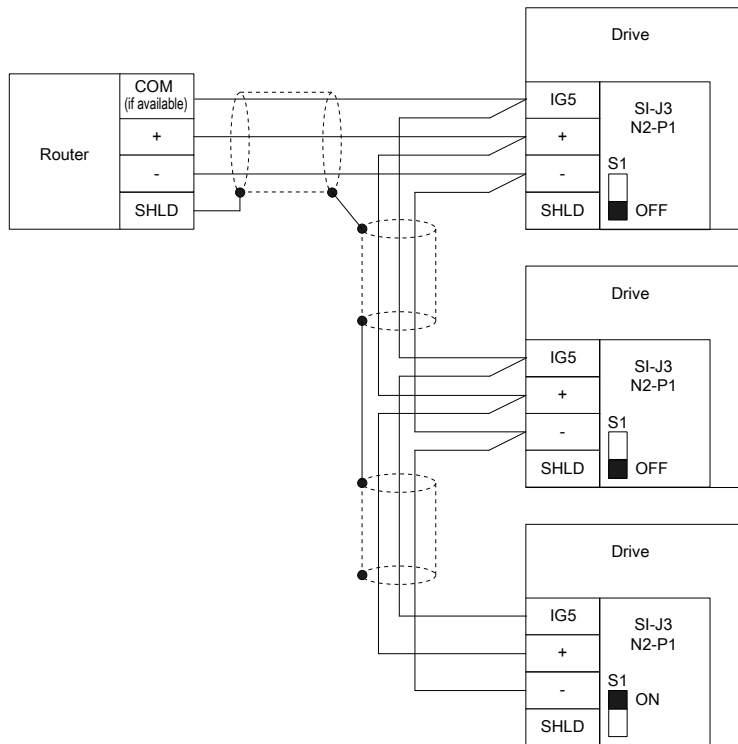 Router
COM
(if available)
+
-
SHLD
Drive
IG5
+
-
SHLD
SI-J3
N2-P1
S1
OFF
Drive
IG5
+
-
SHLD
SI-J3
N2-P1
S1
OFF
Drive
IG5
+
-
SHLD
SI-J3
N2-P1
S1
ON